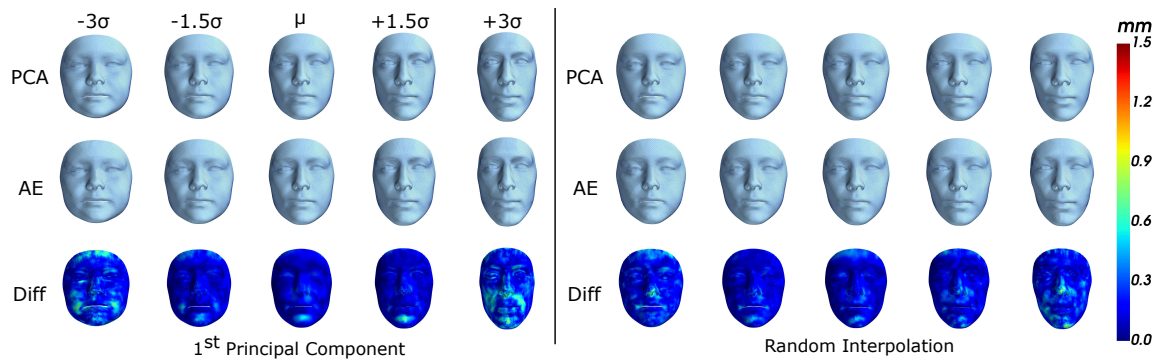 -3σ -1.5σ μ +1.5σ +3σ
PCA
AE
Diff
1st Principal Component
PCA
AE
Diff
Random Interpolation
mm
1.5
1.2
0.9
0.6
0.3
0.0